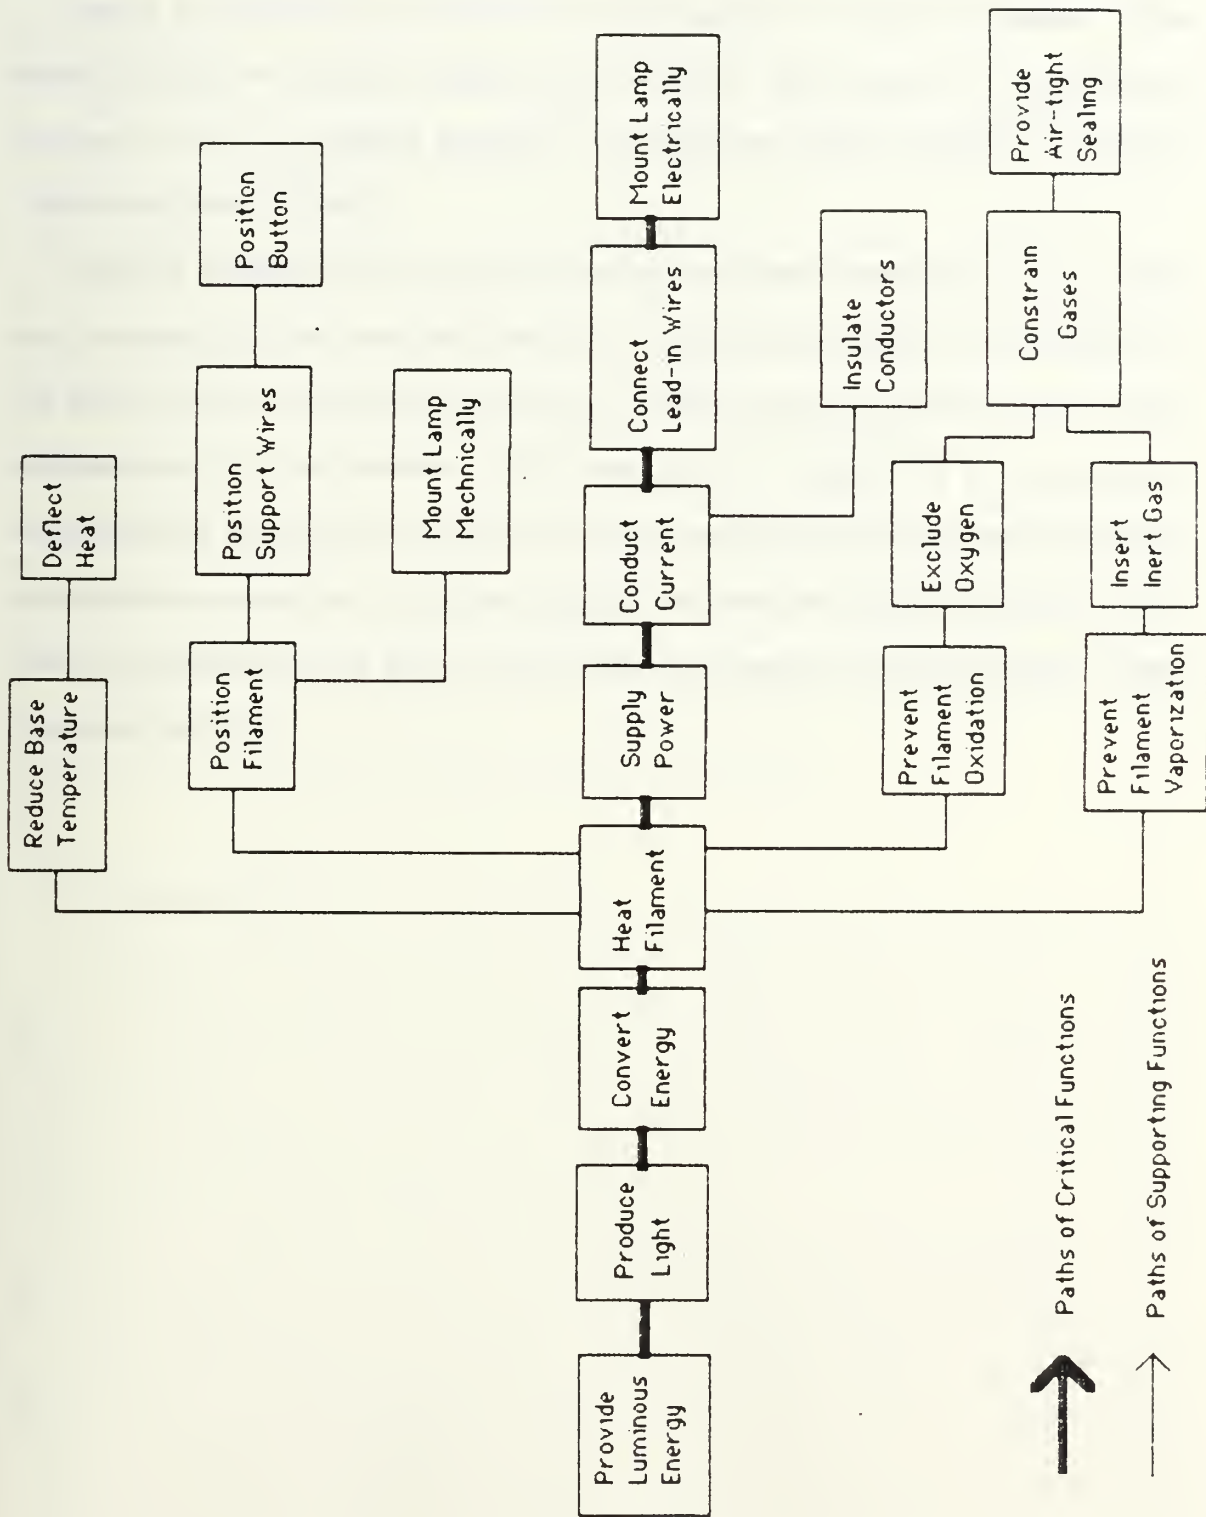 Reduce Base
Temperature
Deflect
Heat
Position
Filament
Position
Support Wires
Position
Button
Mount Lamp
Mechnically
Provide
Luminous
Energy
Produce
Light
Convert
Energy
Heat
Filament
Supply
Power
Conduct
Current
Connect
Lead-in Wires
Mount Lamp
Electrically
Insulate
Conductors
Prevent
Filament
Oxidation
Exclude
Oxygen
Constrain
Gases
Provide
Air-tight
Sealing
Prevent
Filament
Vaporization
Insert
Inert Gas
Paths of Critical Functions
Paths of Supporting Functions